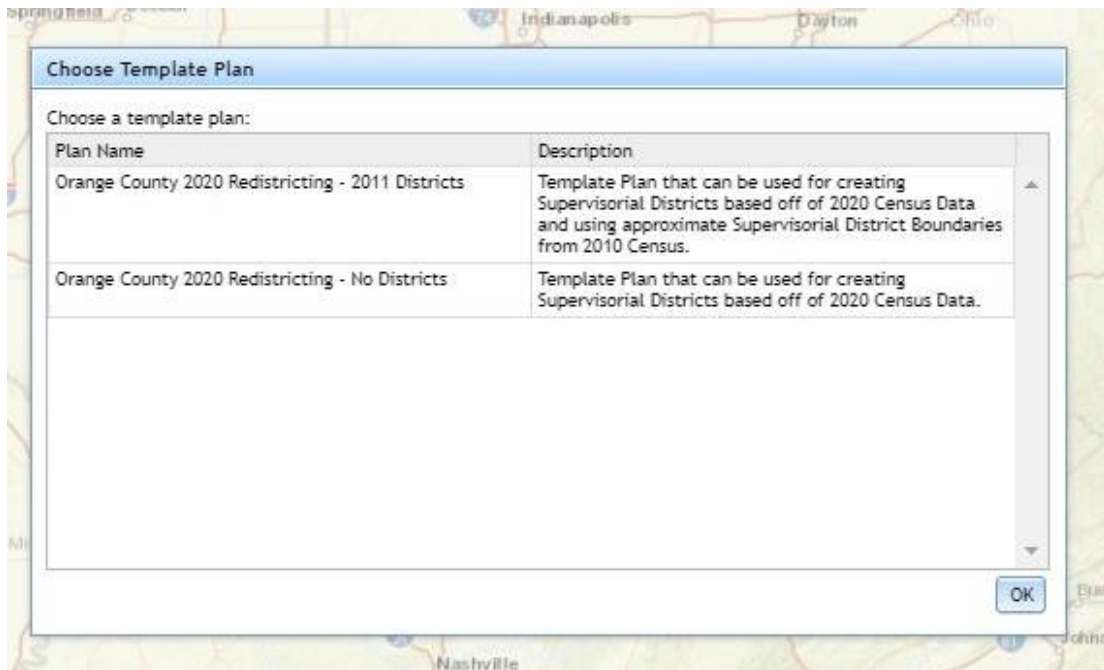 Springfield
74
Indianapolis
Dayton
Ohio
Choose Template Plan
Choose a template plan:
Plan Name
Description
Orange County 2020 Redistricting - 2011 Districts
Template Plan that can be used for creating
Supervisorial Districts based off of 2020 Census Data
and using approximate Supervisorial District Boundaries
from 2010 Census.
Orange County 2020 Redistricting - No Districts
Template Plan that can be used for creating
Supervisorial Districts based off of 2020 Census Data.
OK
Nashville